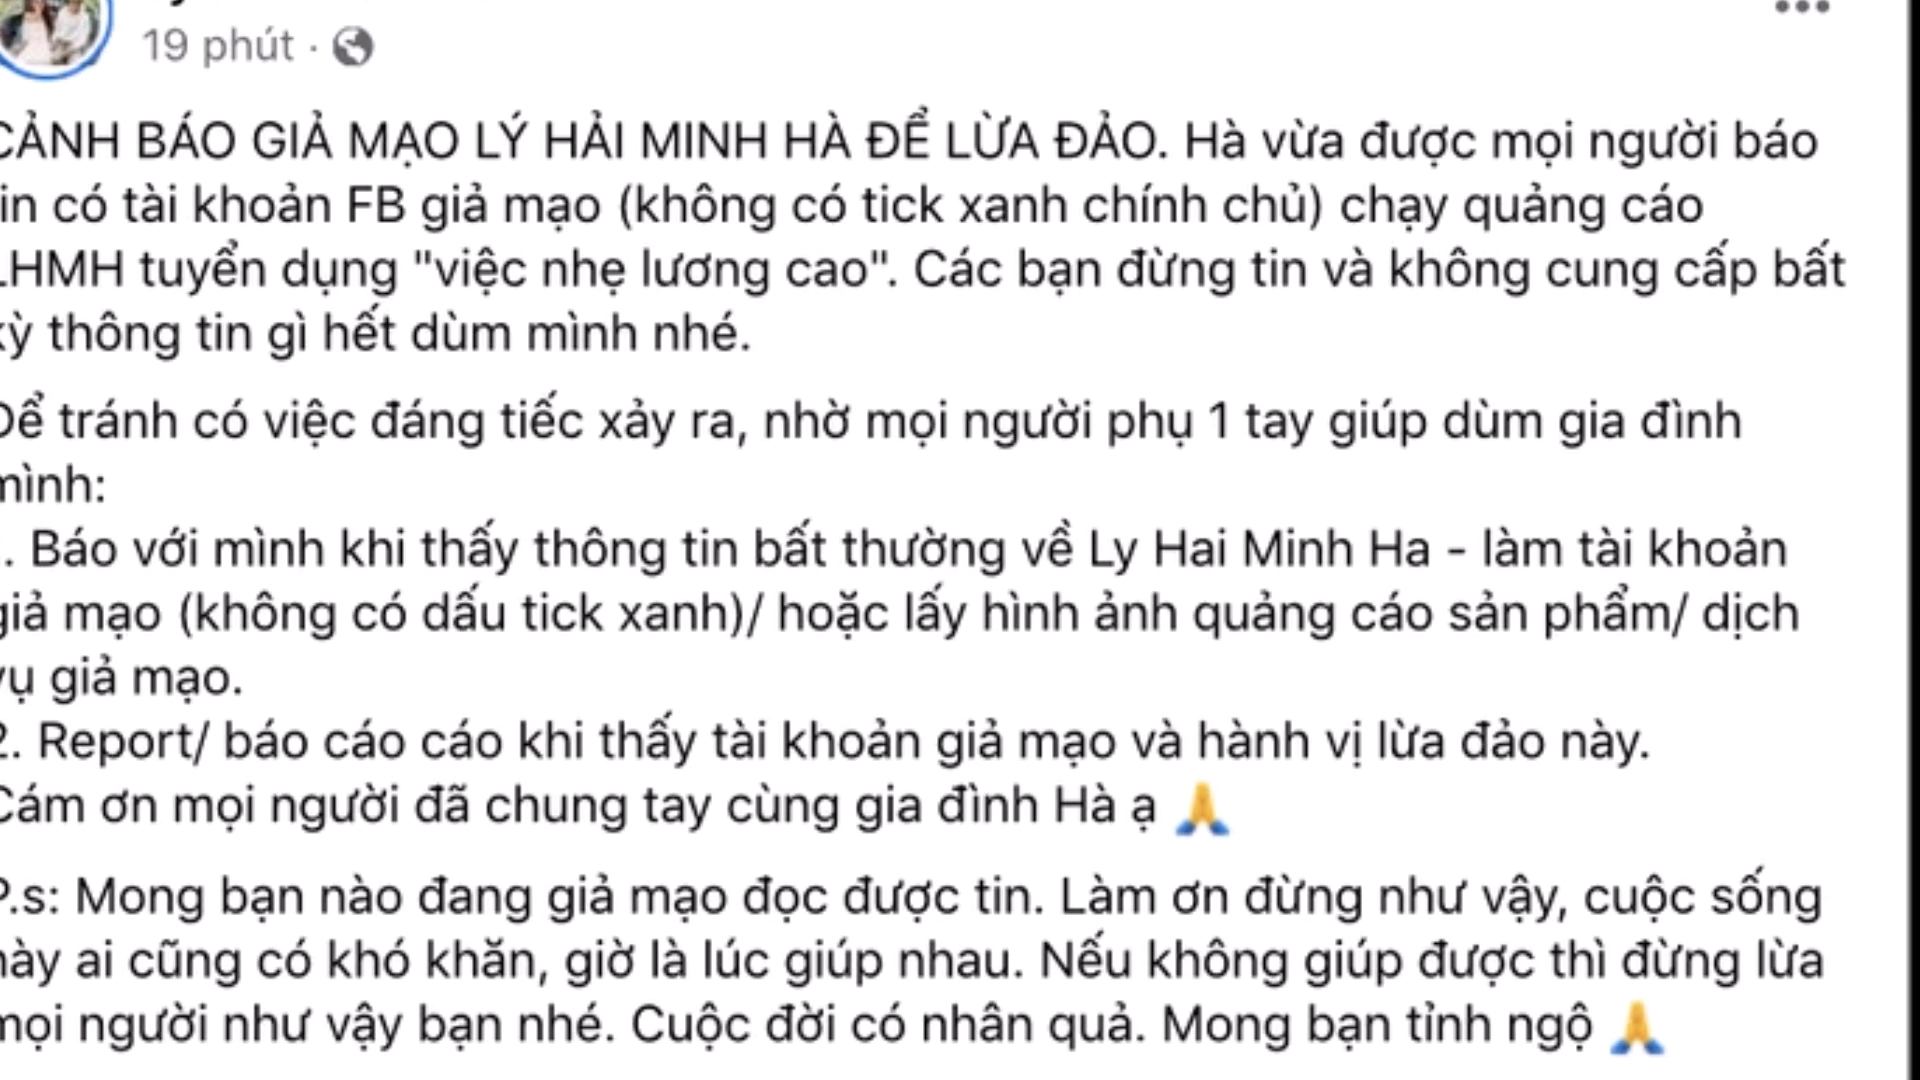 19 phút ·
CẢNH BÁO GIẢ MẠO LÝ HẢI MINH HÀ ĐỂ LỪA ĐẢO. Hà vừa được mọi người báo
tin có tài khoản FB giả mạo (không có tick xanh chính chủ) chạy quảng cáo
LHMH tuyển dụng "việc nhẹ lương cao". Các bạn đừng tin và không cung cấp bất
kỳ thông tin gì hết dùm mình nhé.
Để tránh có việc đáng tiếc xảy ra, nhờ mọi người phụ 1 tay giúp dùm gia đình
mình:
. Báo với mình khi thấy thông tin bất thường về Ly Hai Minh Ha - làm tài khoản
giả mạo (không có dấu tick xanh)/ hoặc lấy hình ảnh quảng cáo sản phẩm/ dịch
vụ giả mạo.
2. Report/ báo cáo cáo khi thấy tài khoản giả mạo và hành vị lừa đảo này.
Cám ơn mọi người đã chung tay cùng gia đình Hà ạ 🙏
P.s: Mong bạn nào đang giả mạo đọc được tin. Làm ơn đừng như vậy, cuộc sống
này ai cũng có khó khăn, giờ là lúc giúp nhau. Nếu không giúp được thì đừng lừa
mọi người như vậy bạn nhé. Cuộc đời có nhân quả. Mong bạn tỉnh ngộ 🙏